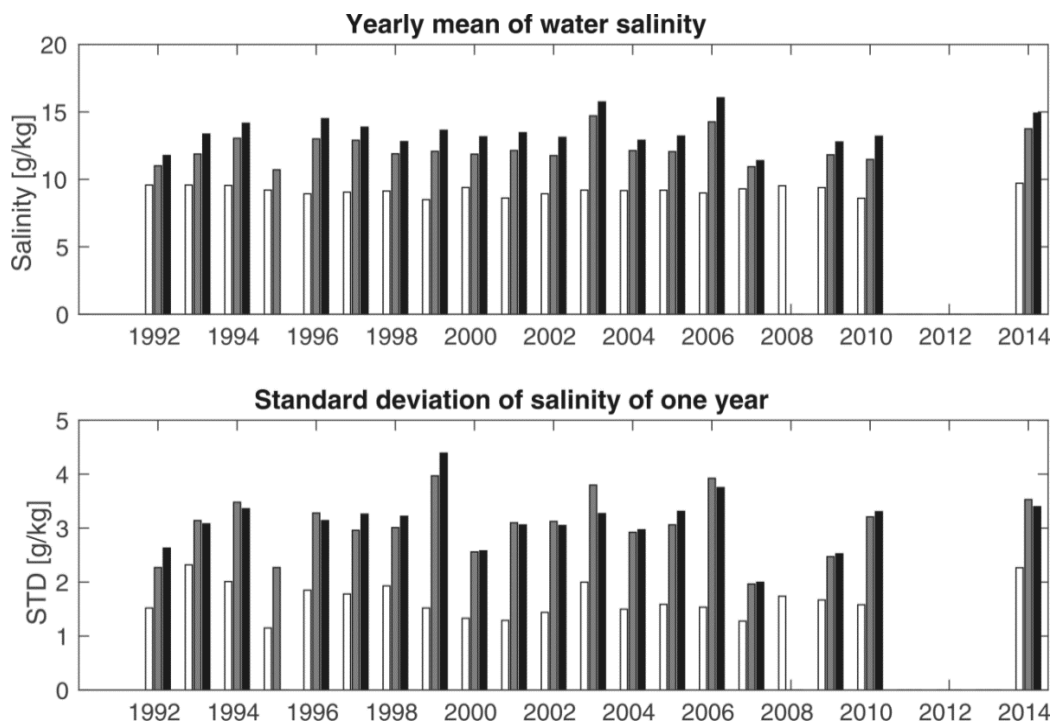 Yearly mean of water salinity
20
15
10
5
0
Salinity [g/kg]
1992 1994 1996 1998 2000 2002 2004 2006 2008 2010 2012 2014
Standard deviation of salinity of one year
5
4
3
2
1
0
STD [g/kg]
1992 1994 1996 1998 2000 2002 2004 2006 2008 2010 2012 2014